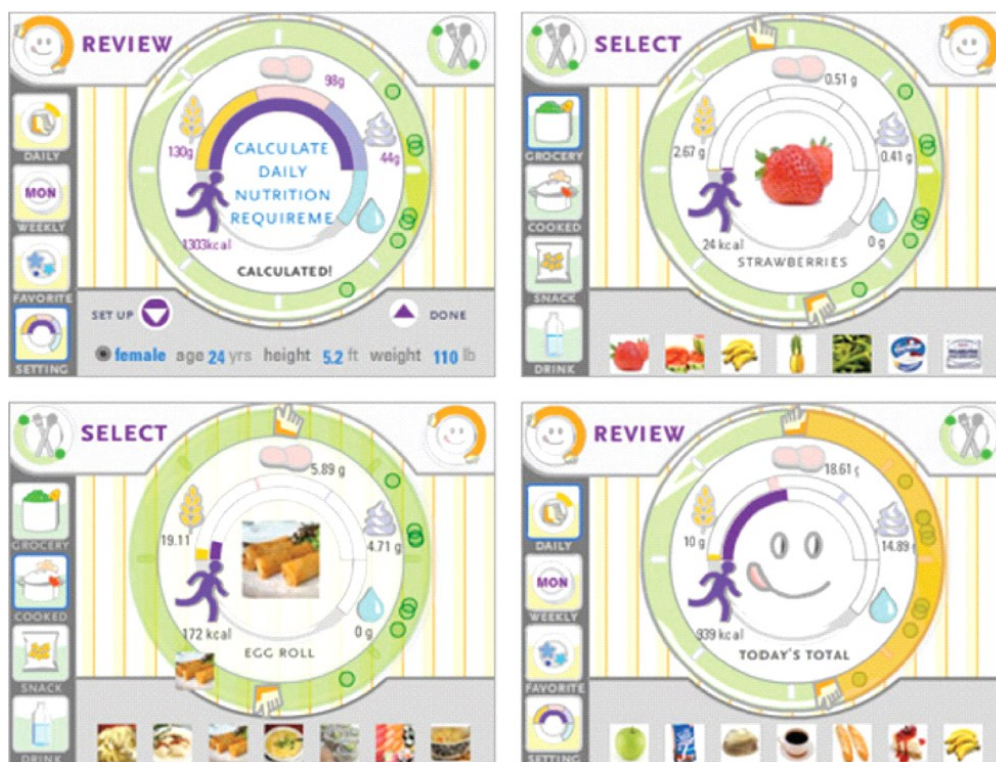 REVIEW
98g
130g
44g
CALCULATE
DAILY
NUTRITION
REQUIREME
1303kcal
CALCULATED!
DAILY
MON
WEEKLY
FAVORITE
SETTING
SET UP
DONE
female age 24 yrs height 5.2 ft weight 110 lb
SELECT
0.51 g
2.67 g
0.41 g
24 kcal
0 g
STRAWBERRIES
GROCERY
COOKED
SNACK
DRINK
SELECT
5.89 g
19.11
4.71 g
172 kcal
0 g
EGG ROLL
GROCERY
COOKED
SNACK
DRINK
REVIEW
18.61
10 g
14.89
939 kcal
TODAY'S TOTAL
DAILY
MON
WEEKLY
FAVORITE
SETTING